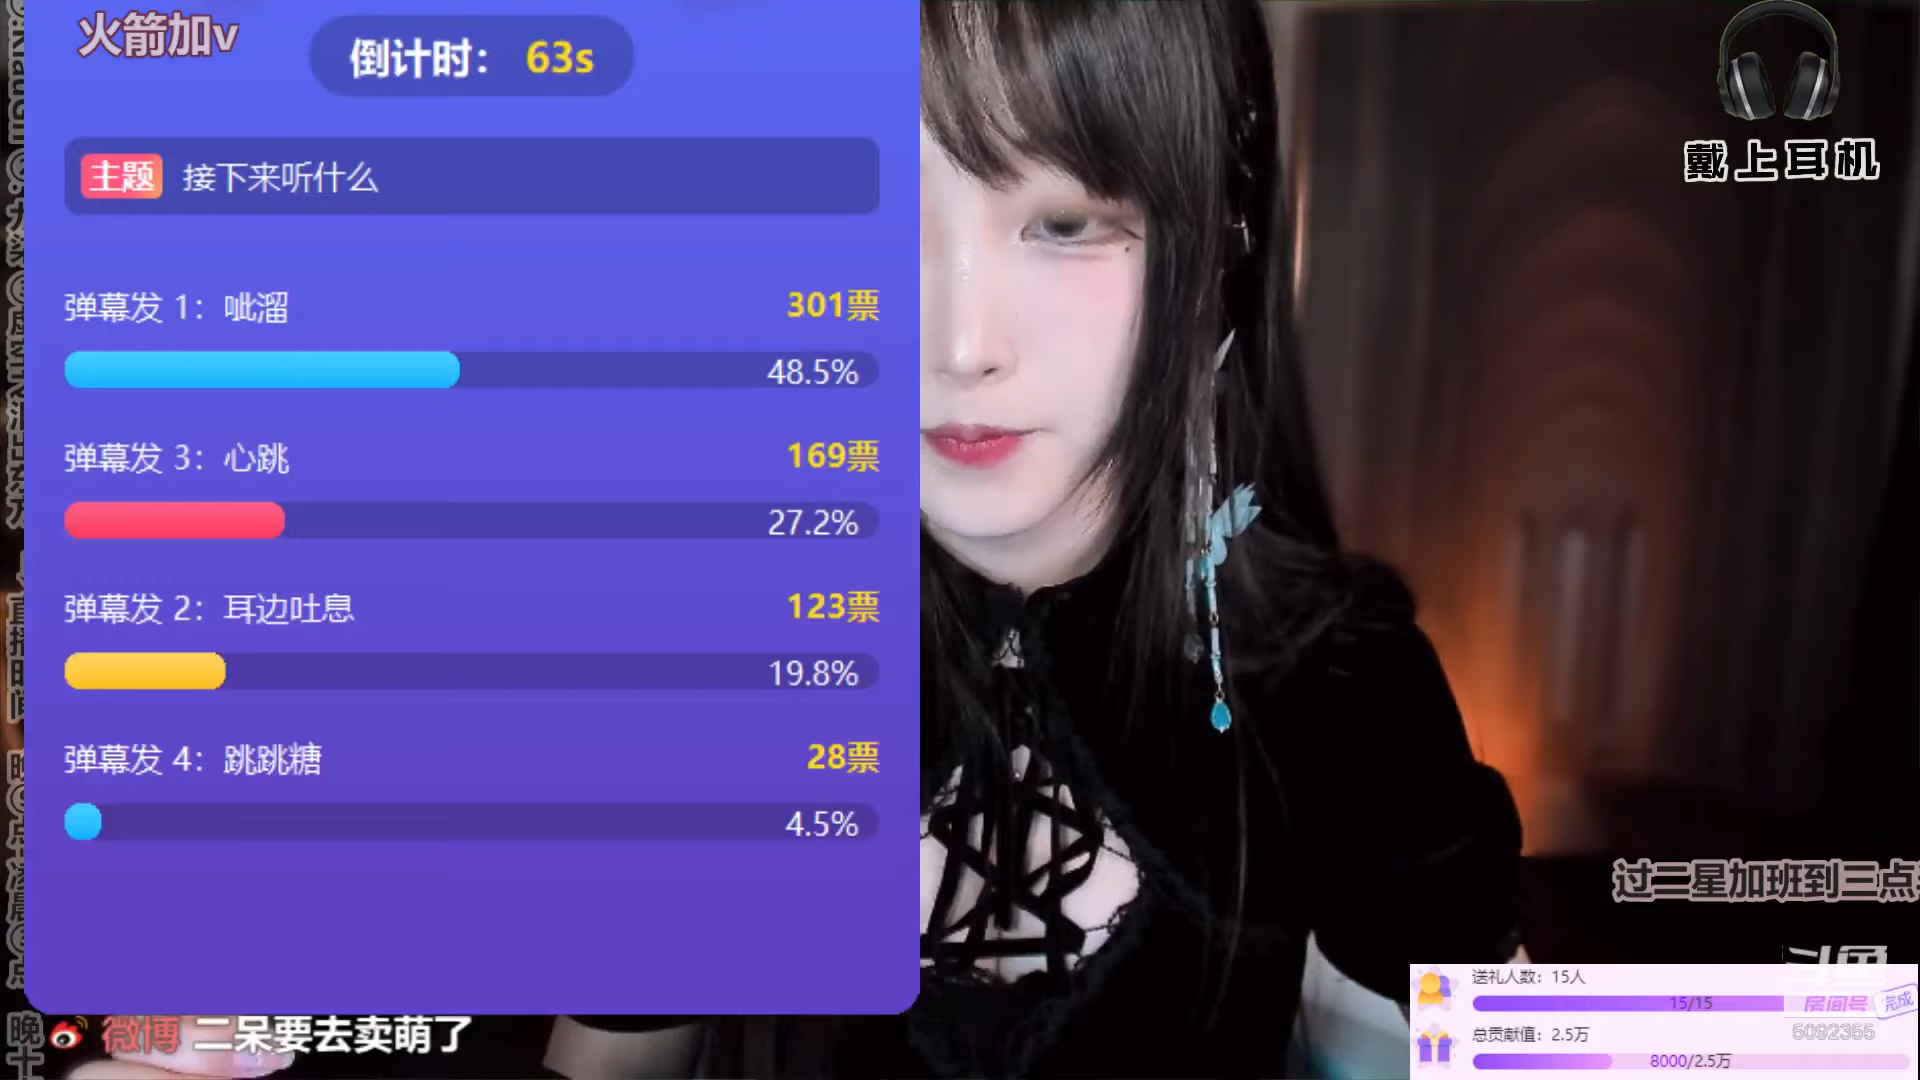 火箭加v
倒计时： 63s
主题 接下来听什么
弹幕发 1：呲溜 301票
48.5%
弹幕发 3：心跳 169票
27.2%
弹幕发 2：耳边吐息 123票
19.8%
弹幕发 4：跳跳糖 28票
4.5%
微博 二呆要去卖萌了
戴上耳机
过二星加班到三点
斗鱼
送礼人数：15人
15/15
房间号
完成
5092355
总贡献值：2.5万
8000/2.5万